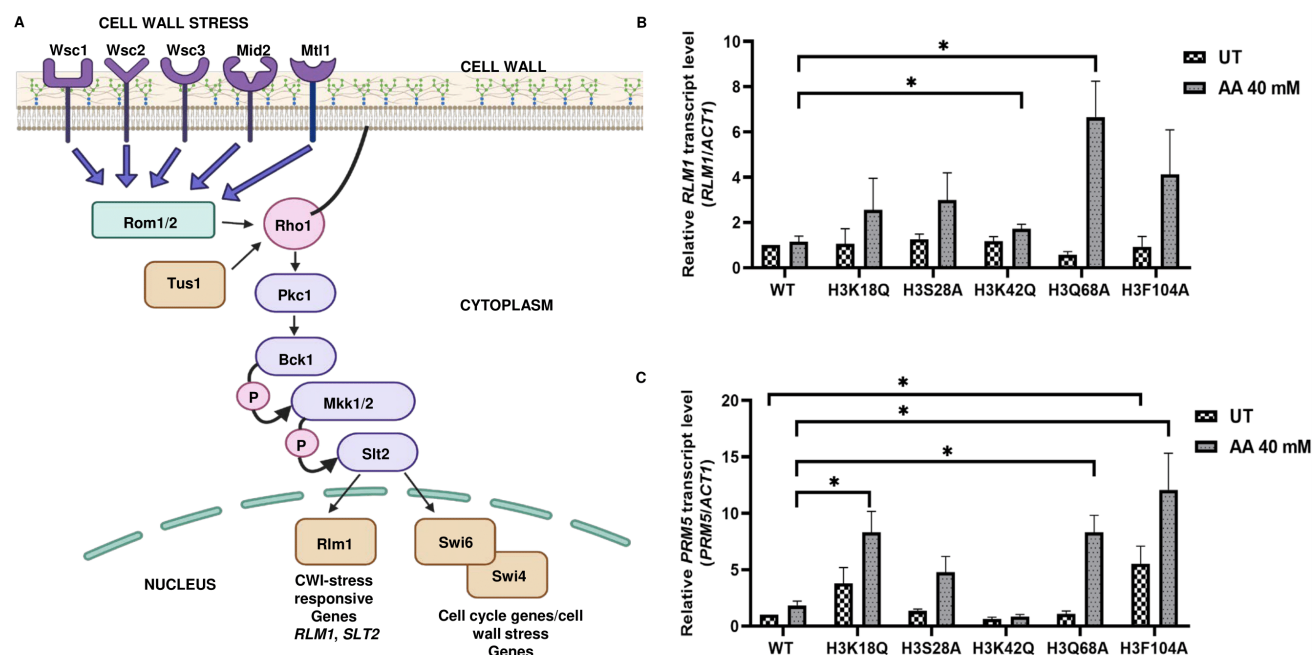 A
CELL WALL STRESS
Wsc1 Wsc2 Wsc3 Mid2 Mtl1
CELL WALL
Rom1/2
Rho1
Tus1
Pkc1
CYTOPLASM
Bck1
P
Mkk1/2
P
Slt2
Rlm1
Swi6
Swi4
NUCLEUS
CWI-stress
responsive
Genes
RLM1, SLT2
Cell cycle genes/cell
wall stress
Genes
B
Relative RLM1 transcript level
(RLM1/ACT1)
10
8
6
4
2
0
*
*
UT
AA 40 mM
WT H3K18Q H3S28A H3K42Q H3Q68A H3F104A
C
Relative PRM5 transcript level
(PRM5/ACT1)
20
15
10
5
0
*
*
*
*
UT
AA 40 mM
WT H3K18Q H3S28A H3K42Q H3Q68A H3F104A